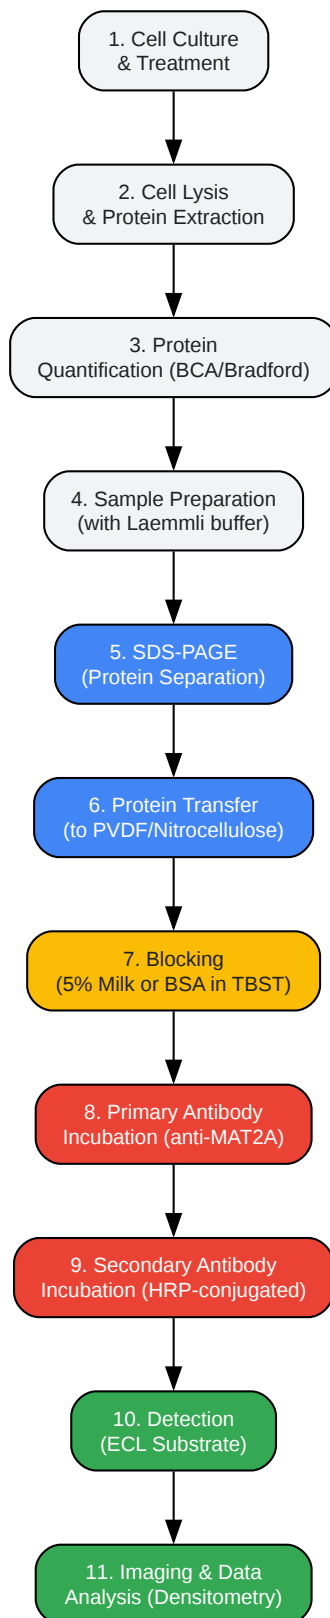 1. Cell Culture
& Treatment
2. Cell Lysis
& Protein Extraction
3. Protein
Quantification (BCA/Bradford)
4. Sample Preparation
(with Laemmli buffer)
5. SDS-PAGE
(Protein Separation)
6. Protein Transfer
(to PVDF/Nitrocellulose)
7. Blocking
(5% Milk or BSA in TBST)
8. Primary Antibody
Incubation (anti-MAT2A)
9. Secondary Antibody
Incubation (HRP-conjugated)
10. Detection
(ECL Substrate)
11. Imaging & Data
Analysis (Densitometry)